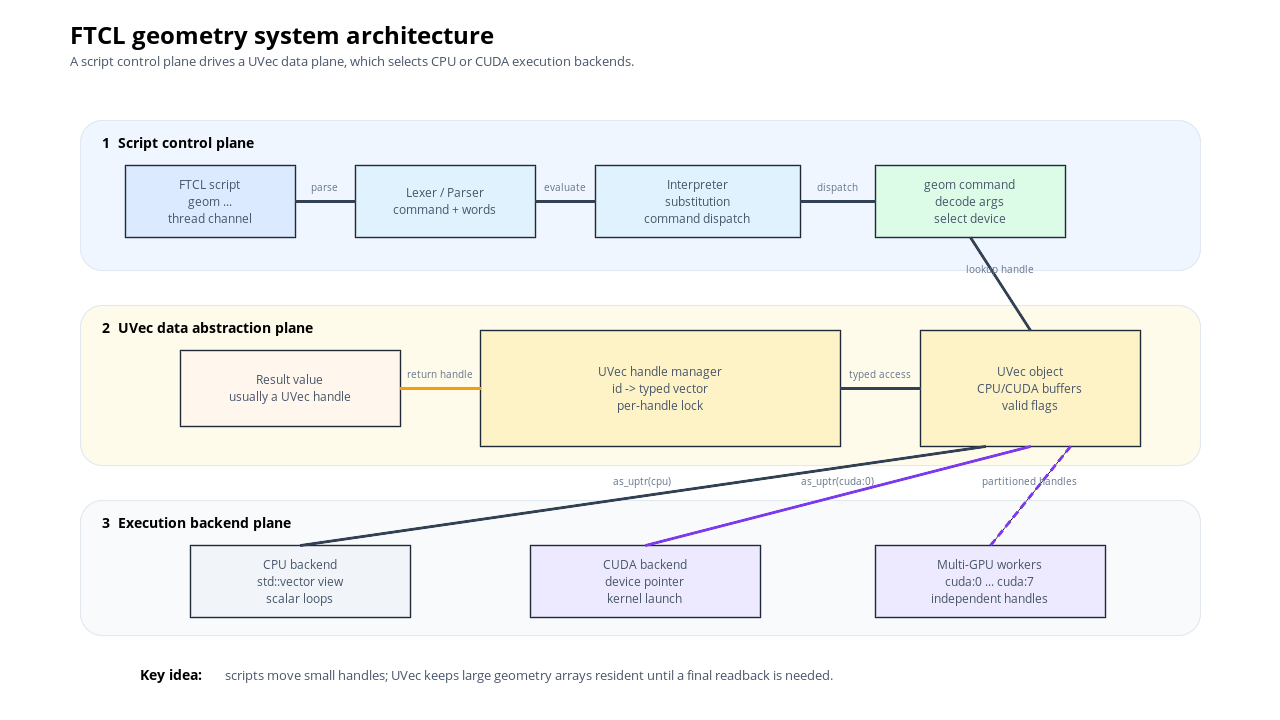 FTCL geometry system architecture
A script control plane drives a UVec data plane, which selects CPU or CUDA execution backends.
1 Script control plane
FTCL script
geom ...
thread channel
parse
Lexer / Parser
command + words
evaluate
Interpreter
substitution
command dispatch
dispatch
geom command
decode args
select device
lookup handle
2 UVec data abstraction plane
Result value
usually a UVec handle
return handle
UVec handle manager
id -> typed vector
per-handle lock
typed access
UVec object
CPU/CUDA buffers
valid flags
as_uptr(cpu)
as_uptr(cuda:0)
partitioned handles
3 Execution backend plane
CPU backend
std::vector view
scalar loops
CUDA backend
device pointer
kernel launch
Multi-GPU workers
cuda:0 ... cuda:7
independent handles
Key idea: scripts move small handles; UVec keeps large geometry arrays resident until a final readback is needed.